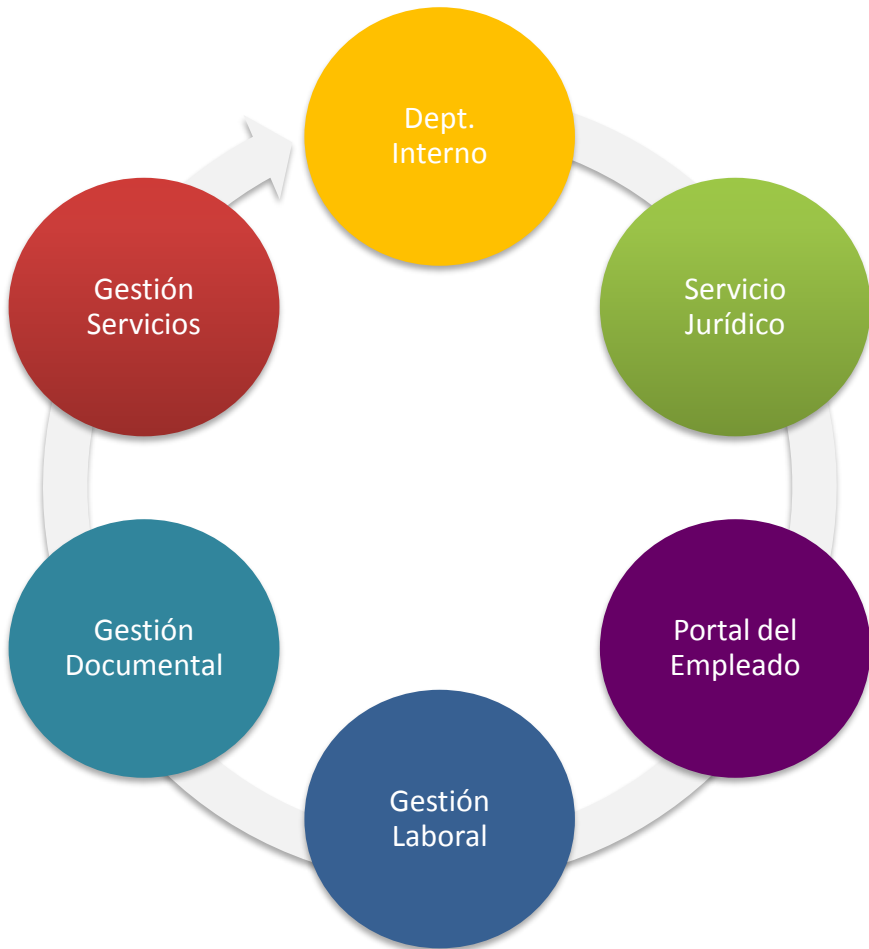 Dept.
Interno
Servicio
Jurídico
Portal del
Empleado
Gestión
Laboral
Gestión
Documental
Gestión
Servicios